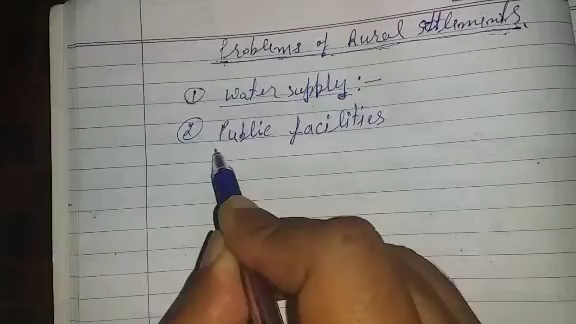 Problems of Rural Settlements
① Water supply :-
② Public facilities